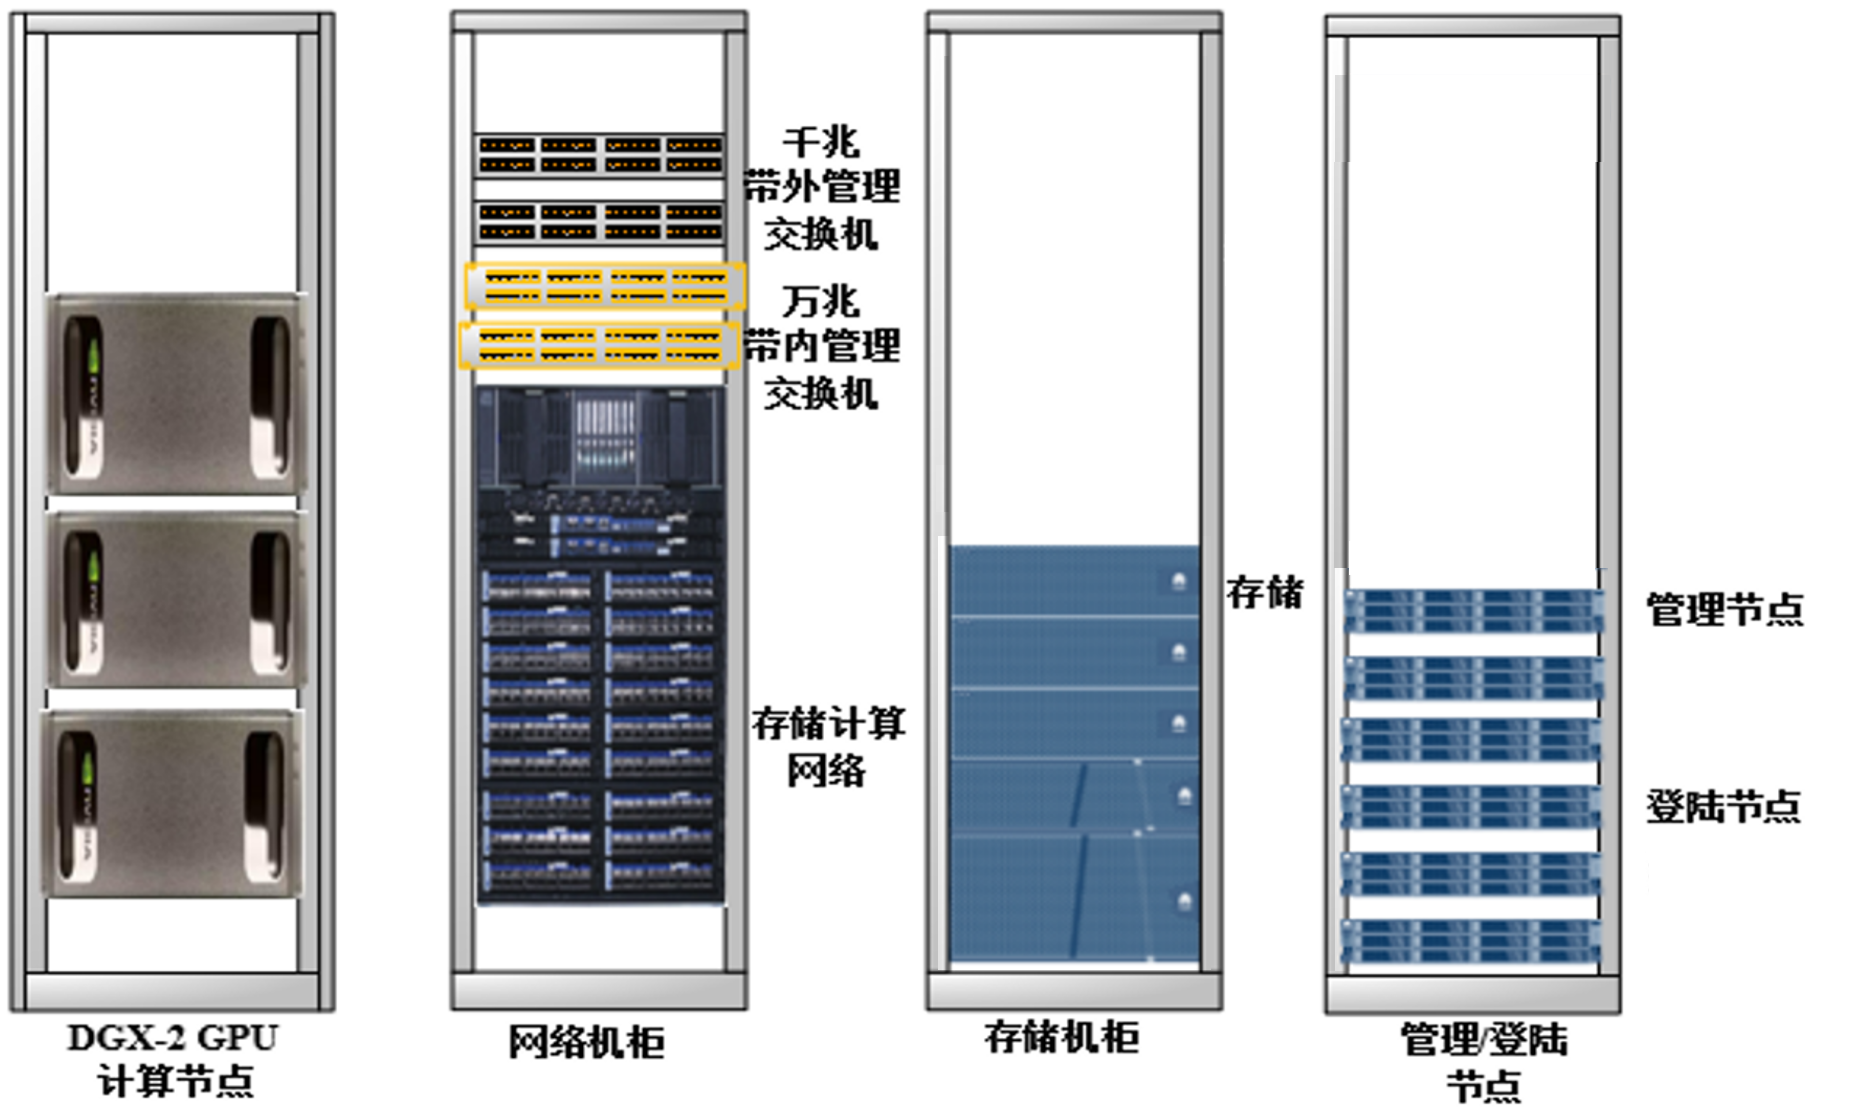 千兆
带外管理
交换机
万兆
带内管理
交换机
存储计算
网络
存储
管理节点
登陆节点
DGX-2 GPU
计算节点
网络机柜
存储机柜
管理/登陆
节点